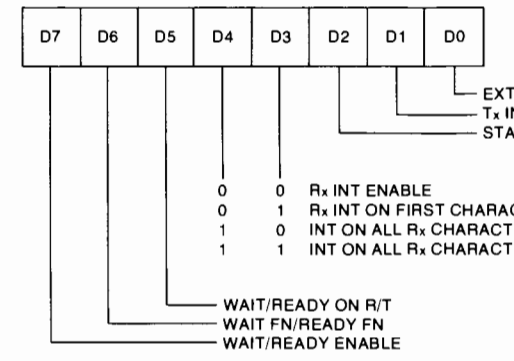 D7 D6 D5 D4 D3 D2 D1 D0
EXT
Tx IN
STA
0 0 Rx INT ENABLE
0 1 Rx INT ON FIRST CHARAC
1 0 INT ON ALL Rx CHARACT
1 1 INT ON ALL Rx CHARACT
WAIT/READY ON R/T
WAIT FN/READY FN
WAIT/READY ENABLE